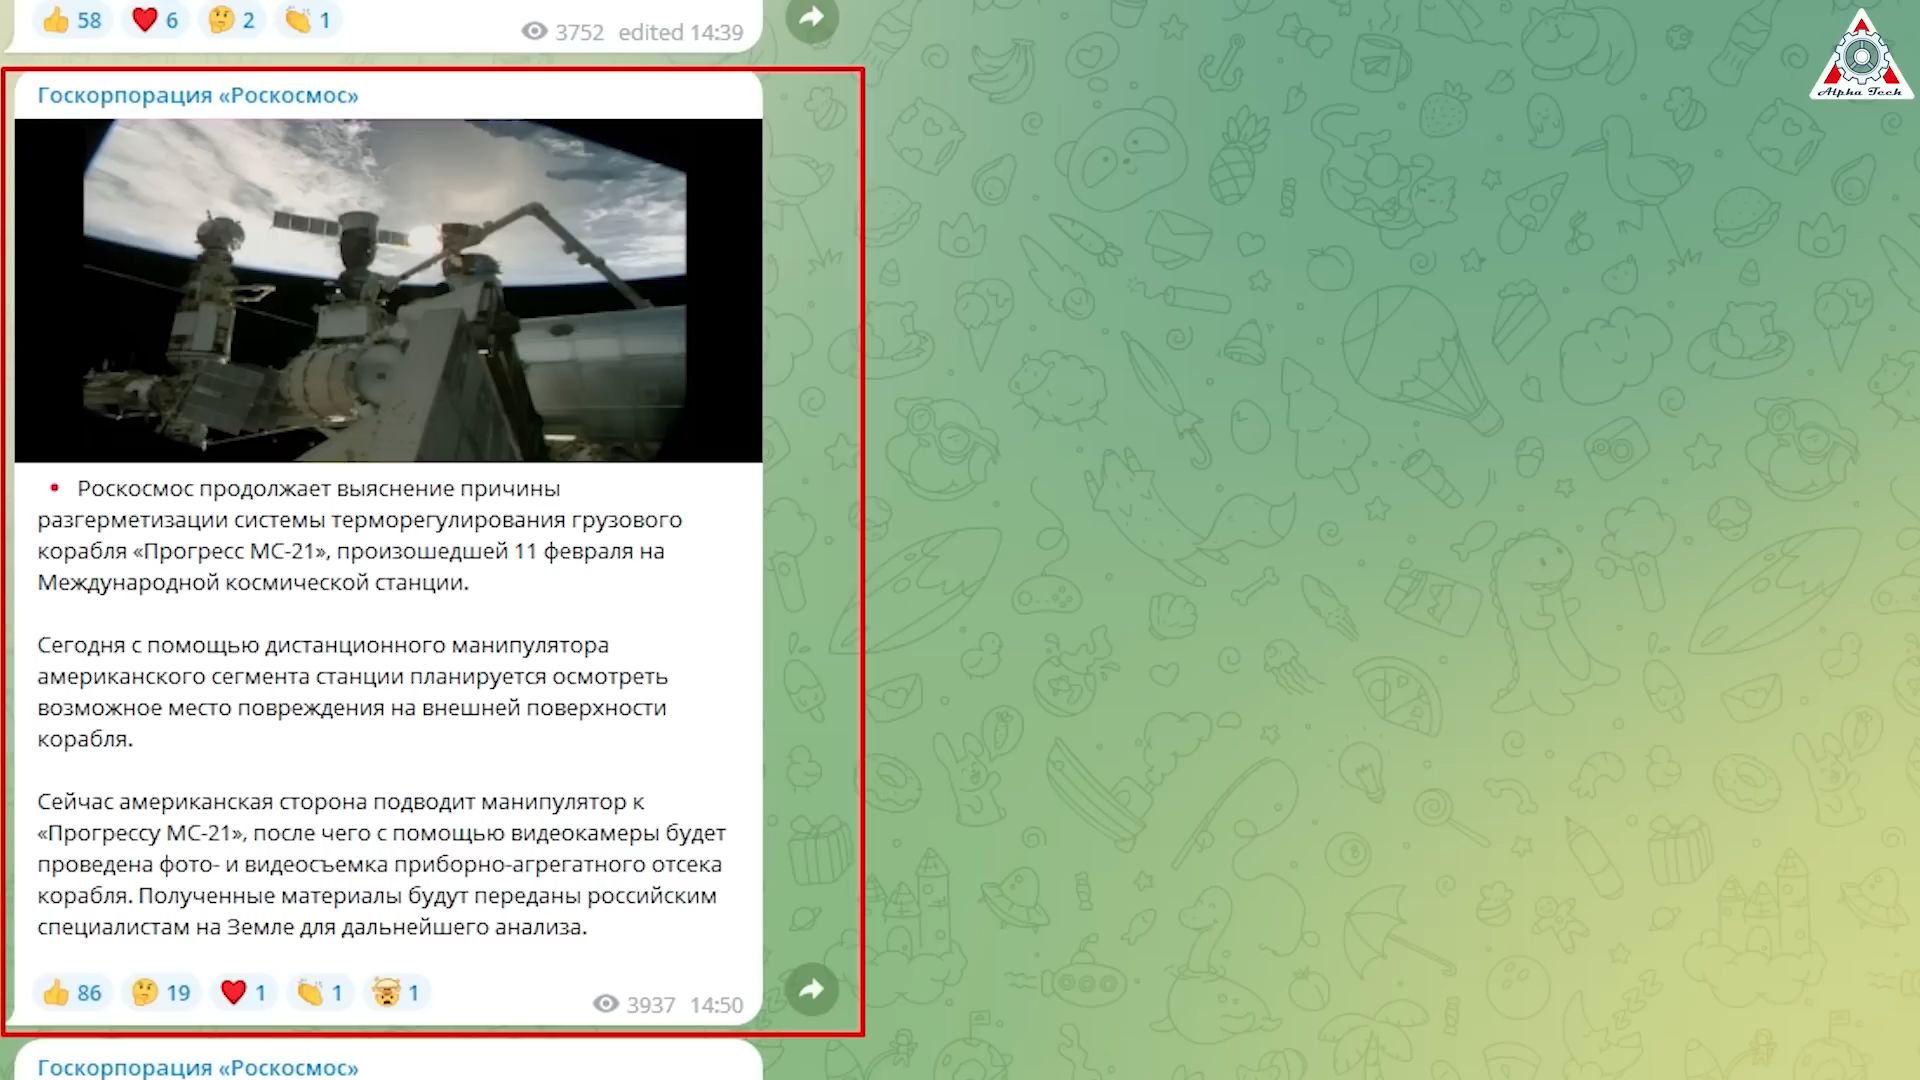 58 6 2 1
3752 edited 14:39
Alpha Tech
Госкорпорация «Роскосмос»
Роскосмос продолжает выяснение причины
разгерметизации системы терморегулирования грузового
корабля «Прогресс МС-21», произошедшей 11 февраля на
Международной космической станции.
Сегодня с помощью дистанционного манипулятора
американского сегмента станции планируется осмотреть
возможное место повреждения на внешней поверхности
корабля.
Сейчас американская сторона подводит манипулятор к
«Прогрессу МС-21», после чего с помощью видеокамеры будет
проведена фото- и видеосъемка приборно-агрегатного отсека
корабля. Полученные материалы будут переданы российским
специалистам на Земле для дальнейшего анализа.
86 19 1 1 1
3937 14:50
Госкорпорация «Роскосмос»